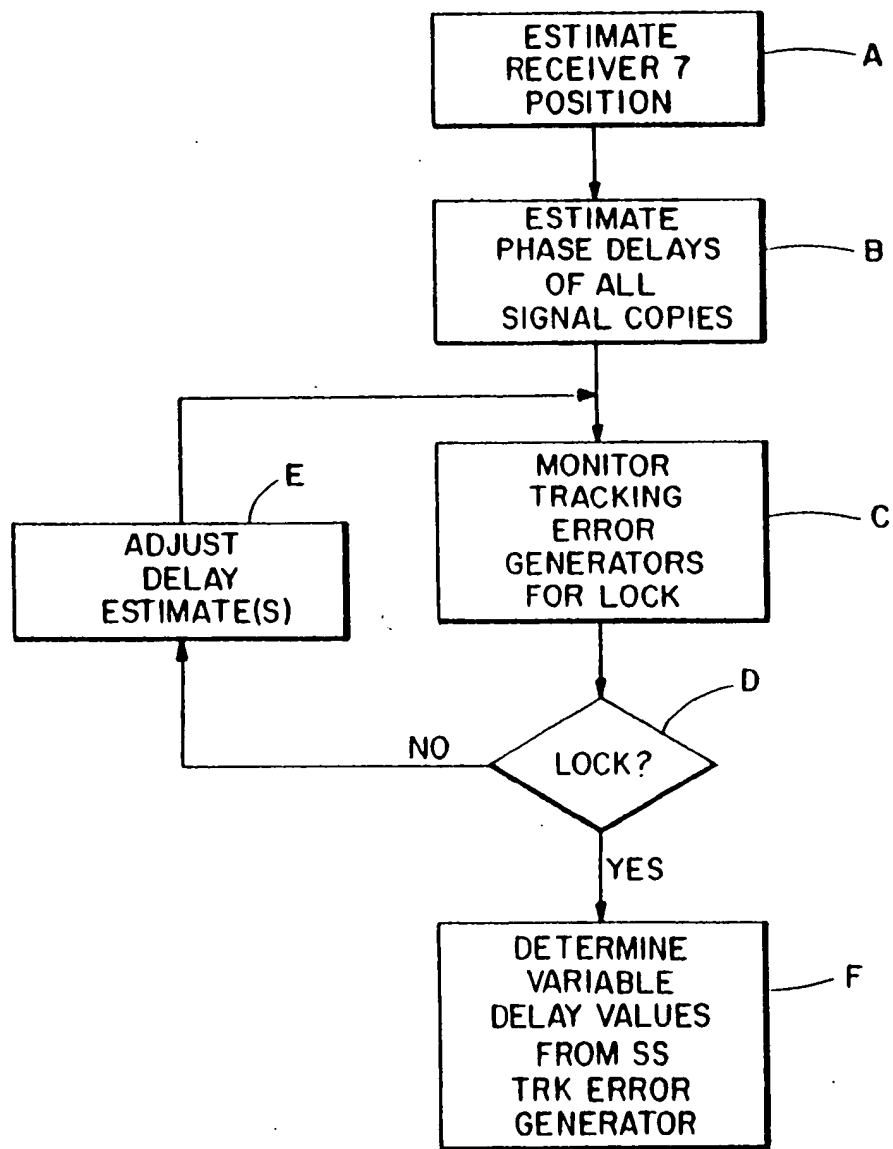 ESTIMATE
RECEIVER 7
POSITION
A
ESTIMATE
PHASE DELAYS
OF ALL
SIGNAL COPIES
B
MONITOR
TRACKING
ERROR
GENERATORS
FOR LOCK
C
E
ADJUST
DELAY
ESTIMATE(S)
D
LOCK?
NO
YES
DETERMINE
VARIABLE
DELAY VALUES
FROM SS
TRK ERROR
GENERATOR
F